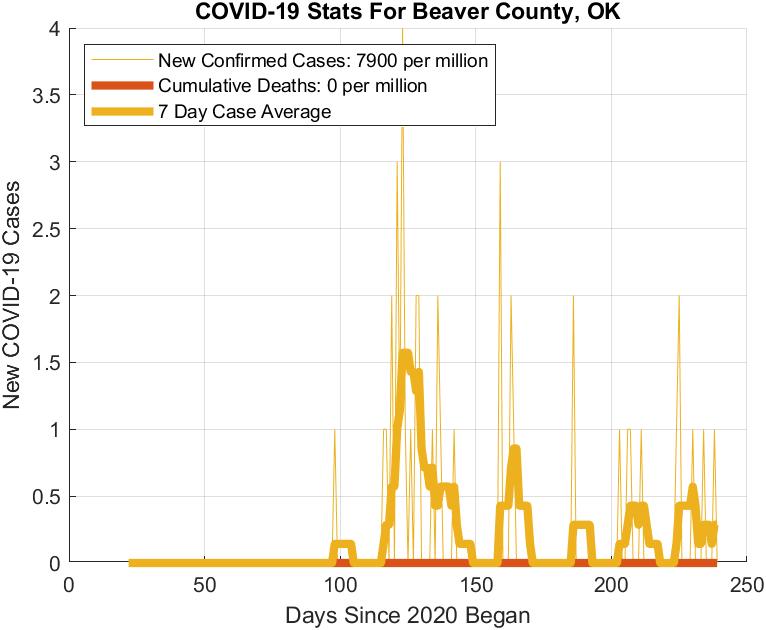 COVID-19 Stats For Beaver County, OK
New Confirmed Cases: 7900 per million
Cumulative Deaths: 0 per million
7 Day Case Average
New COVID-19 Cases
4
3.5
3
2.5
2
1.5
1
0.5
0
0 50 100 150 200 250
Days Since 2020 Began